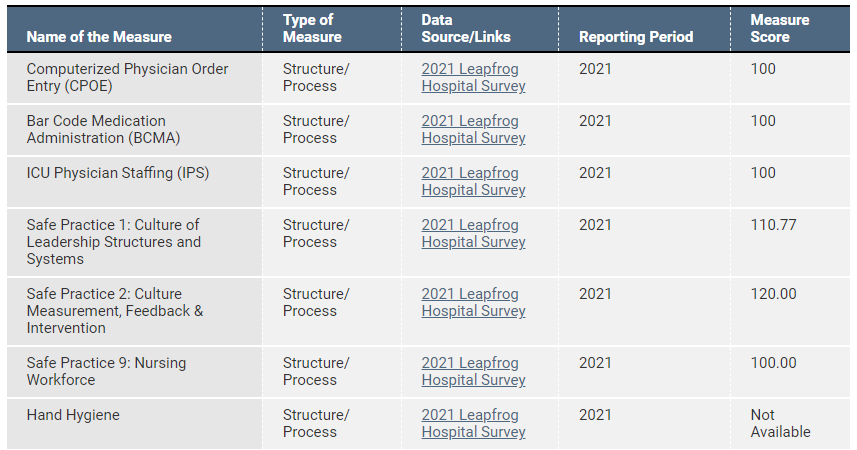 Name of the Measure
Type of
Measure
Data
Source/Links
Reporting Period
Measure
Score
Computerized Physician Order
Entry (CPOE)
Structure/
Process
2021 Leapfrog
Hospital Survey
2021
100
Bar Code Medication
Administration (BCMA)
Structure/
Process
2021 Leapfrog
Hospital Survey
2021
100
ICU Physician Staffing (IPS)
Structure/
Process
2021 Leapfrog
Hospital Survey
2021
100
Safe Practice 1: Culture of
Leadership Structures and
Systems
Structure/
Process
2021 Leapfrog
Hospital Survey
2021
110.77
Safe Practice 2: Culture
Measurement, Feedback &
Intervention
Structure/
Process
2021 Leapfrog
Hospital Survey
2021
120.00
Safe Practice 9: Nursing
Workforce
Structure/
Process
2021 Leapfrog
Hospital Survey
2021
100.00
Hand Hygiene
Structure/
Process
2021 Leapfrog
Hospital Survey
2021
Not
Available